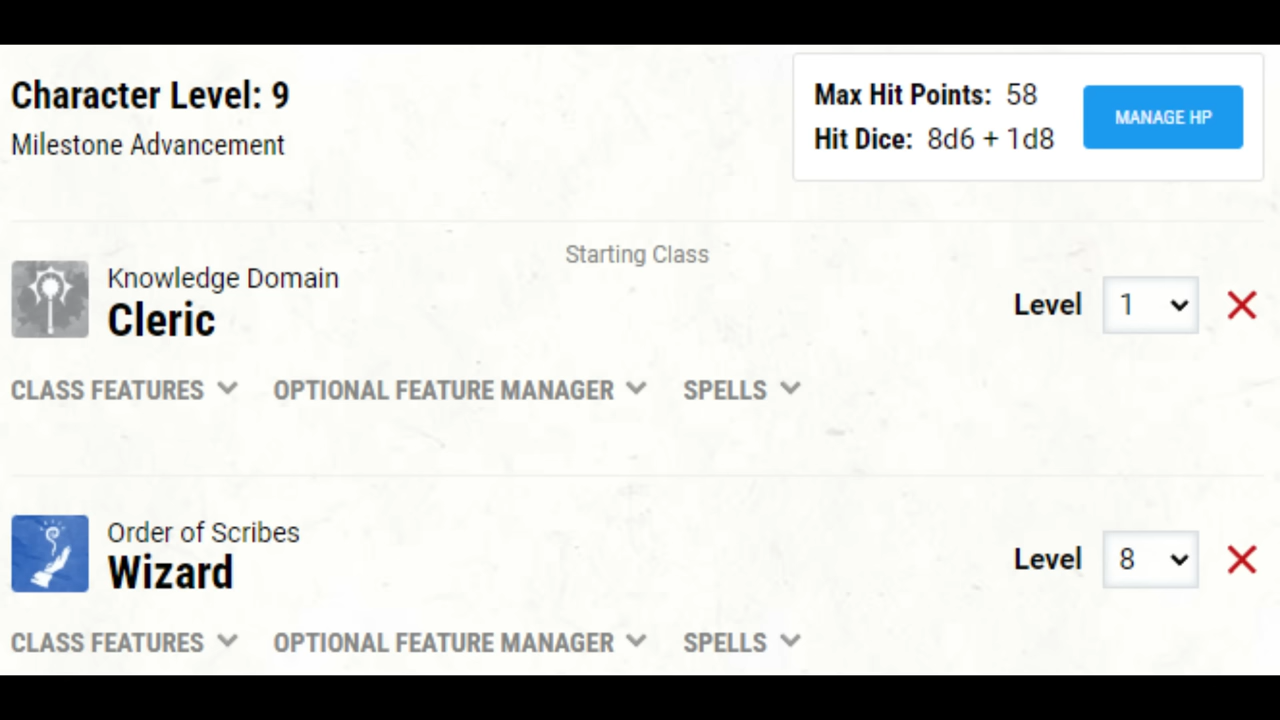 Character Level: 9
Milestone Advancement
Max Hit Points: 58
Hit Dice: 8d6 + 1d8
MANAGE HP
Starting Class
Knowledge Domain
Cleric
Level 1
CLASS FEATURES OPTIONAL FEATURE MANAGER SPELLS
Order of Scribes
Wizard
Level 8
CLASS FEATURES OPTIONAL FEATURE MANAGER SPELLS